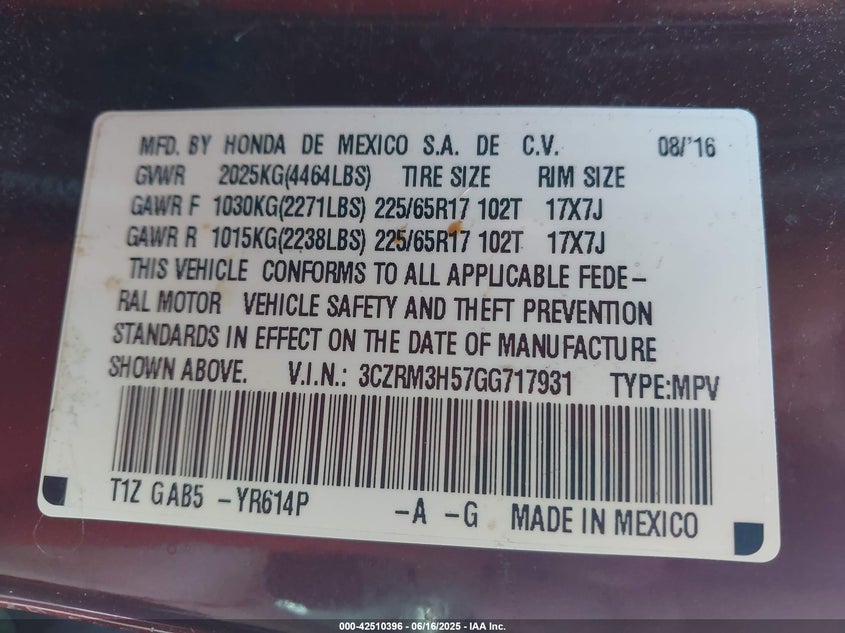 MFD. BY HONDA DE MEXICO S.A. DE C.V. 08/'16
GVWR 2025KG(4464LBS) TIRE SIZE RIM SIZE
GAWR F 1030KG(2271LBS) 225/65R17 102T 17X7J
GAWR R 1015KG(2238LBS) 225/65R17 102T 17X7J
THIS VEHICLE CONFORMS TO ALL APPLICABLE FEDE-
RAL MOTOR VEHICLE SAFETY AND THEFT PREVENTION
STANDARDS IN EFFECT ON THE DATE OF MANUFACTURE
SHOWN ABOVE. V.I.N.: 3CZRM3H57GG717931 TYPE:MPV
T1Z GAB5 -YR614P -A -G MADE IN MEXICO
000-42510396 - 06/16/2025 - IAA Inc.